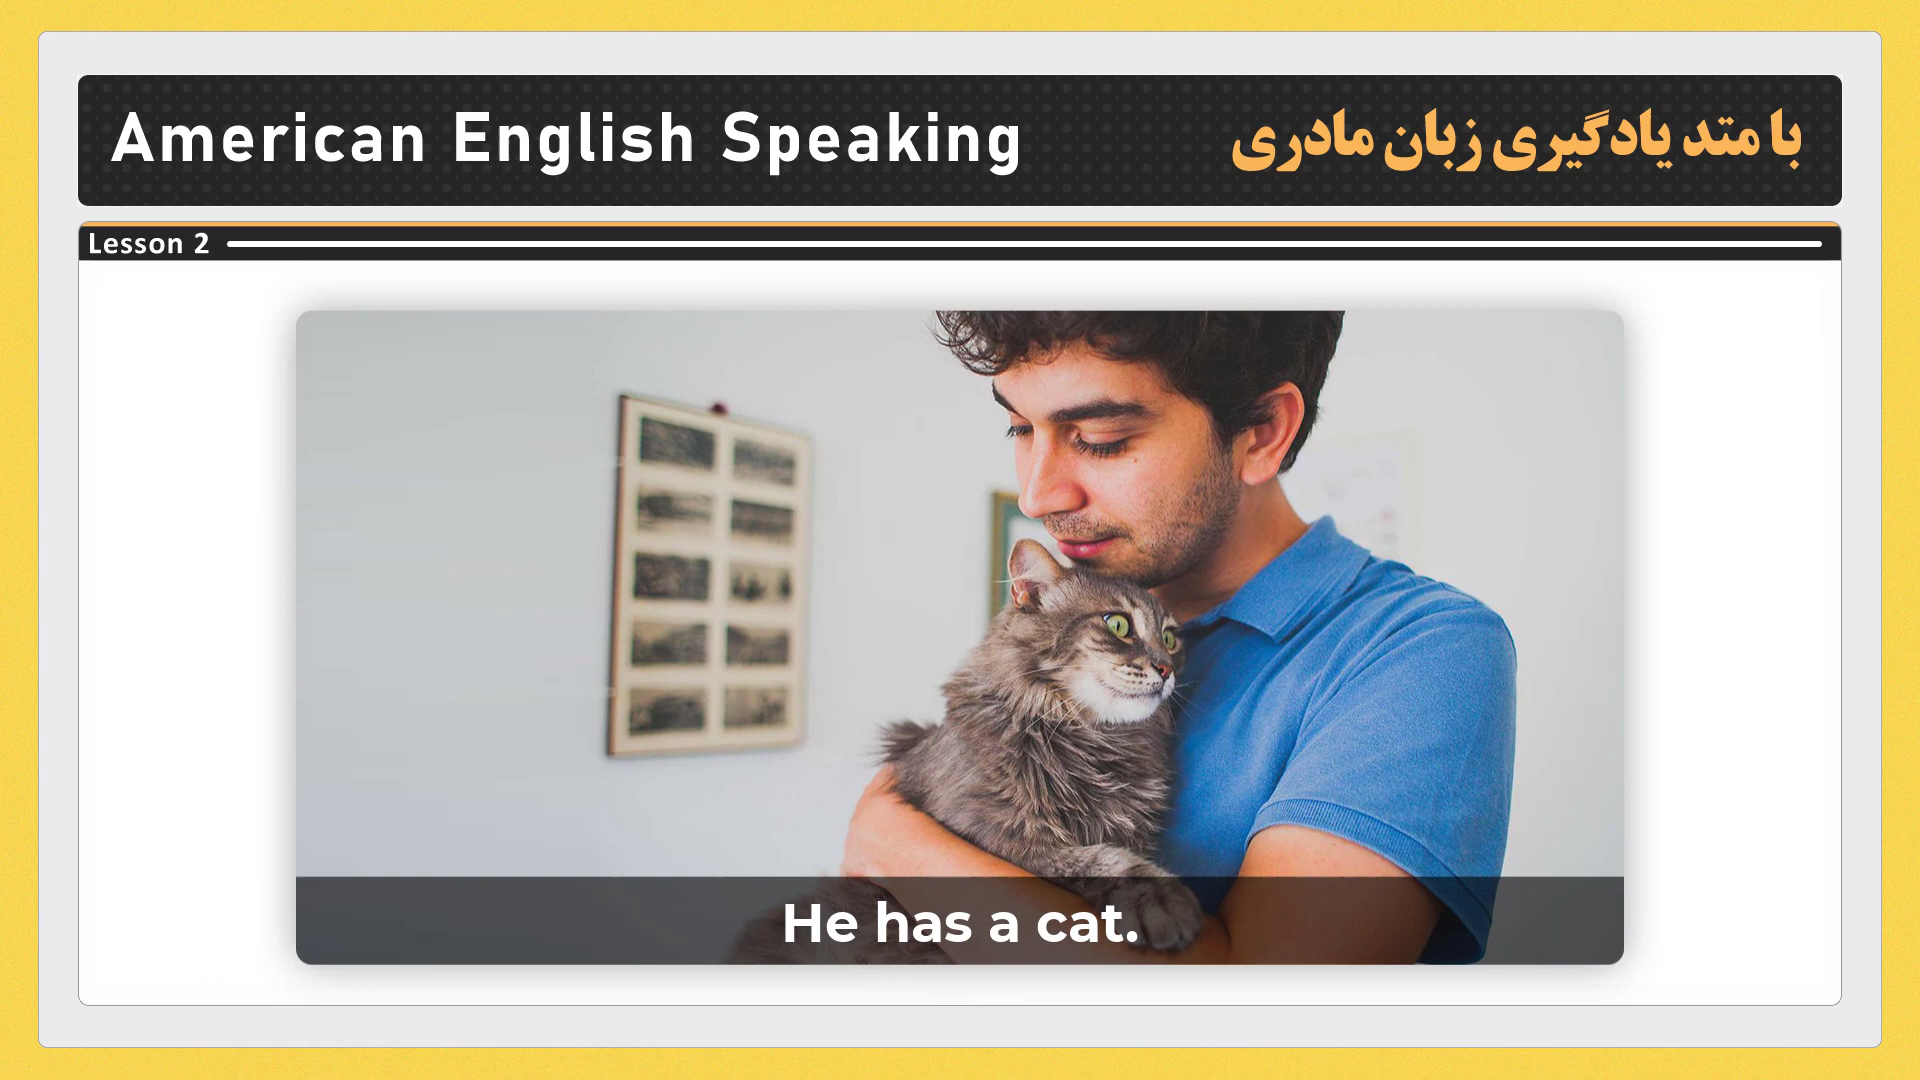 American English Speaking
با متد یادگیری زبان مادری
Lesson 2
He has a cat.